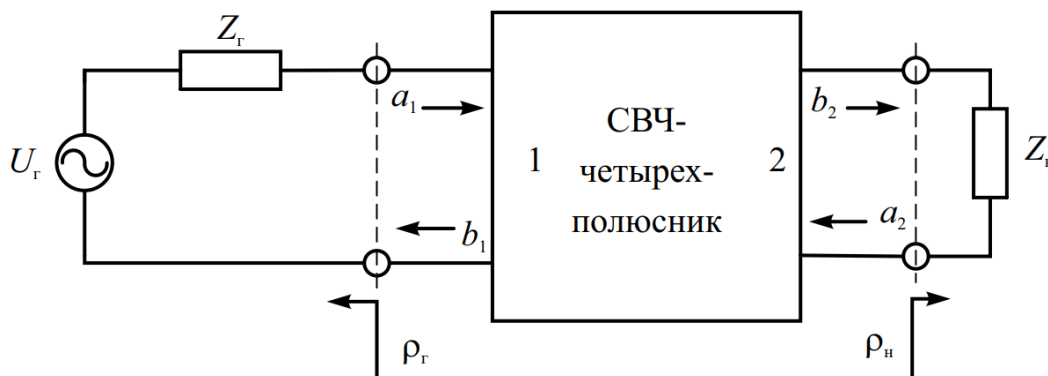 Zг
a1
b2
СВЧ-
Uг
1
четырех-
2
Zн
полюсник
b1
a2
ρг
ρн